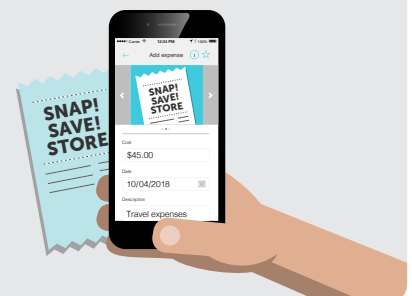 SNAP!
SAVE!
STORE
Carrier 12:34 PM 100%
Add expense
SNAP!
SAVE!
STORE
Cost
$45.00
Date
10/04/2018
Description
Travel expenses